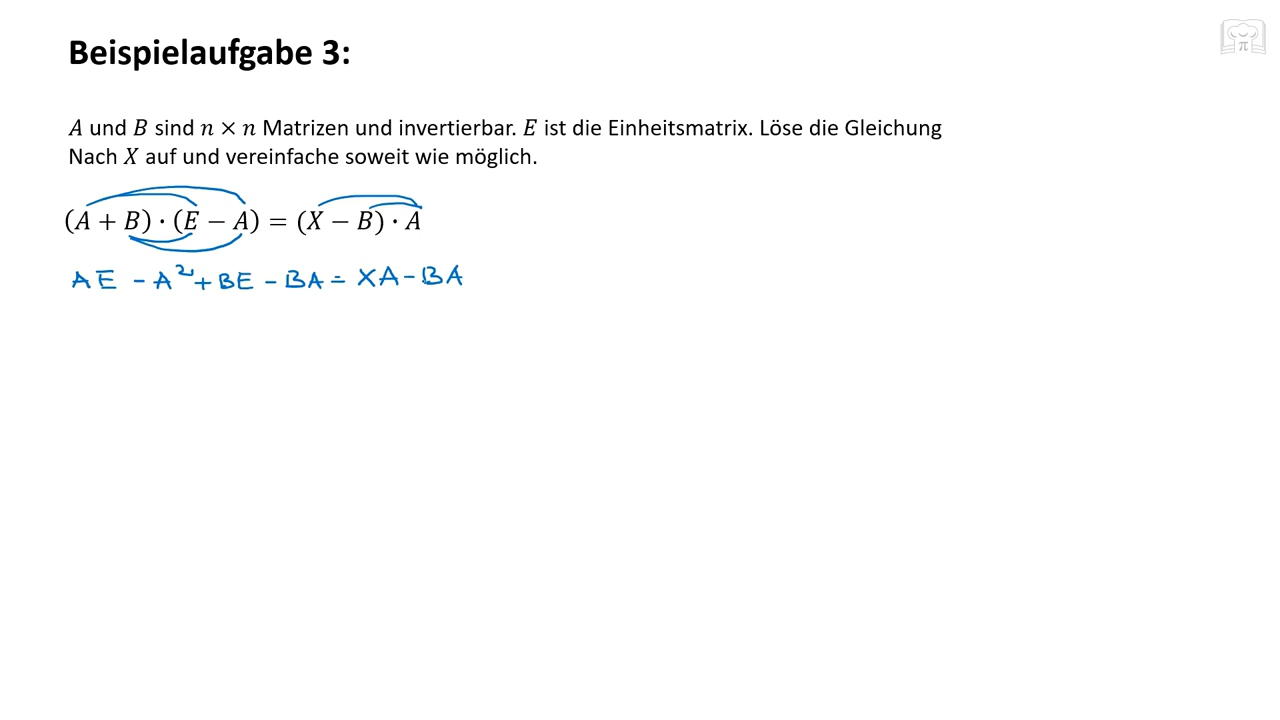 Beispielaufgabe 3:
A und B sind n × n Matrizen und invertierbar. E ist die Einheitsmatrix. Löse die Gleichung
Nach X auf und vereinfache soweit wie möglich.
(A + B) · (E − A) = (X − B) · A
AE - A² + BE - BA = XA - BA
π